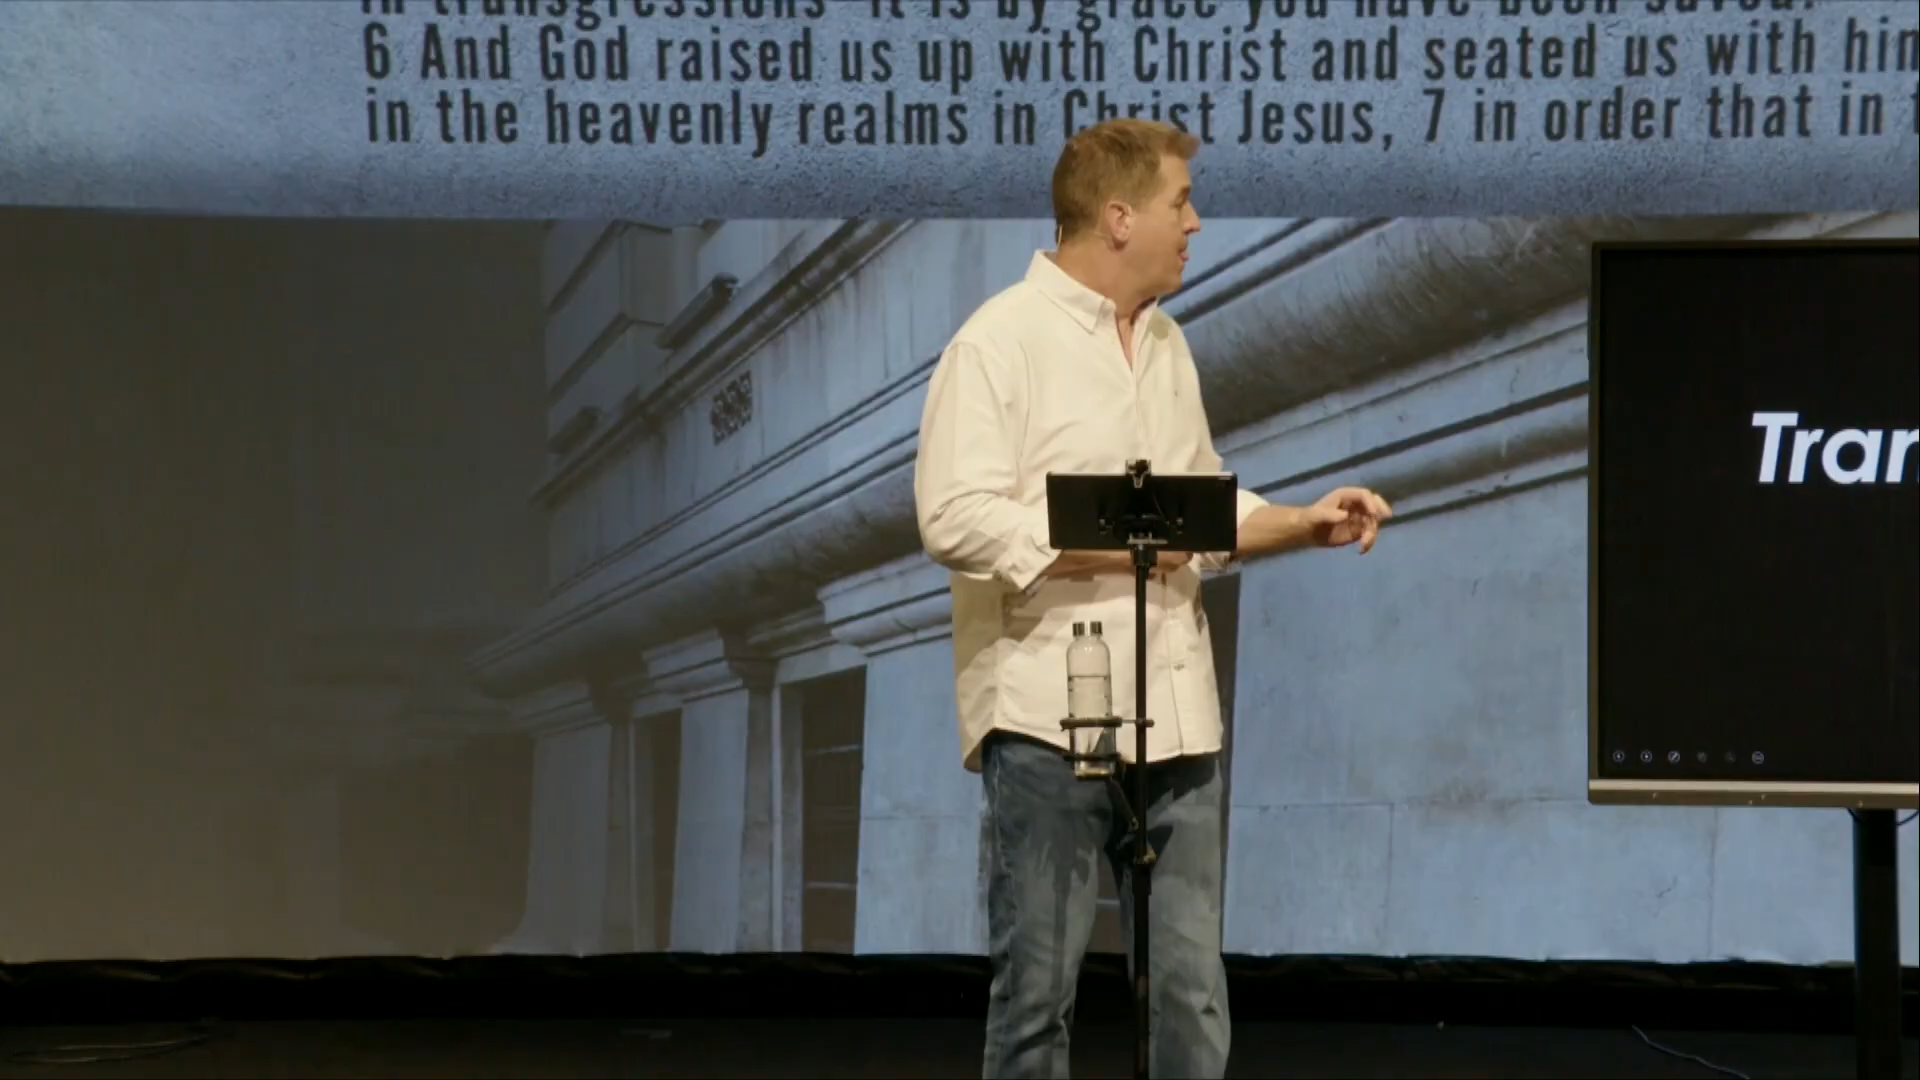 in transgressions—it is by grace you have been saved.
6 And God raised us up with Christ and seated us with him
in the heavenly realms in Christ Jesus, 7 in order that in t
Tran